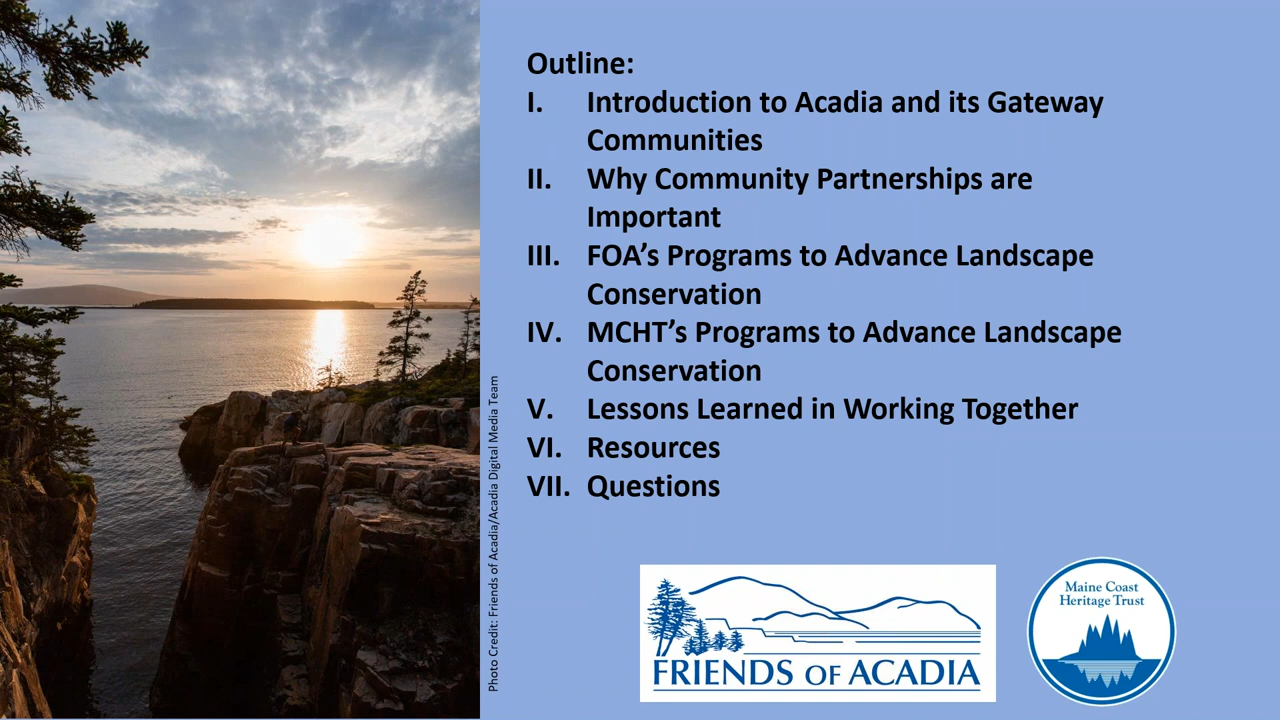 Outline:
I. Introduction to Acadia and its Gateway
Communities
II. Why Community Partnerships are
Important
III. FOA’s Programs to Advance Landscape
Conservation
IV. MCHT’s Programs to Advance Landscape
Conservation
V. Lessons Learned in Working Together
VI. Resources
VII. Questions
Photo Credit: Friends of Acadia/Acadia Digital Media Team
FRIENDS OF ACADIA
Maine Coast
Heritage Trust